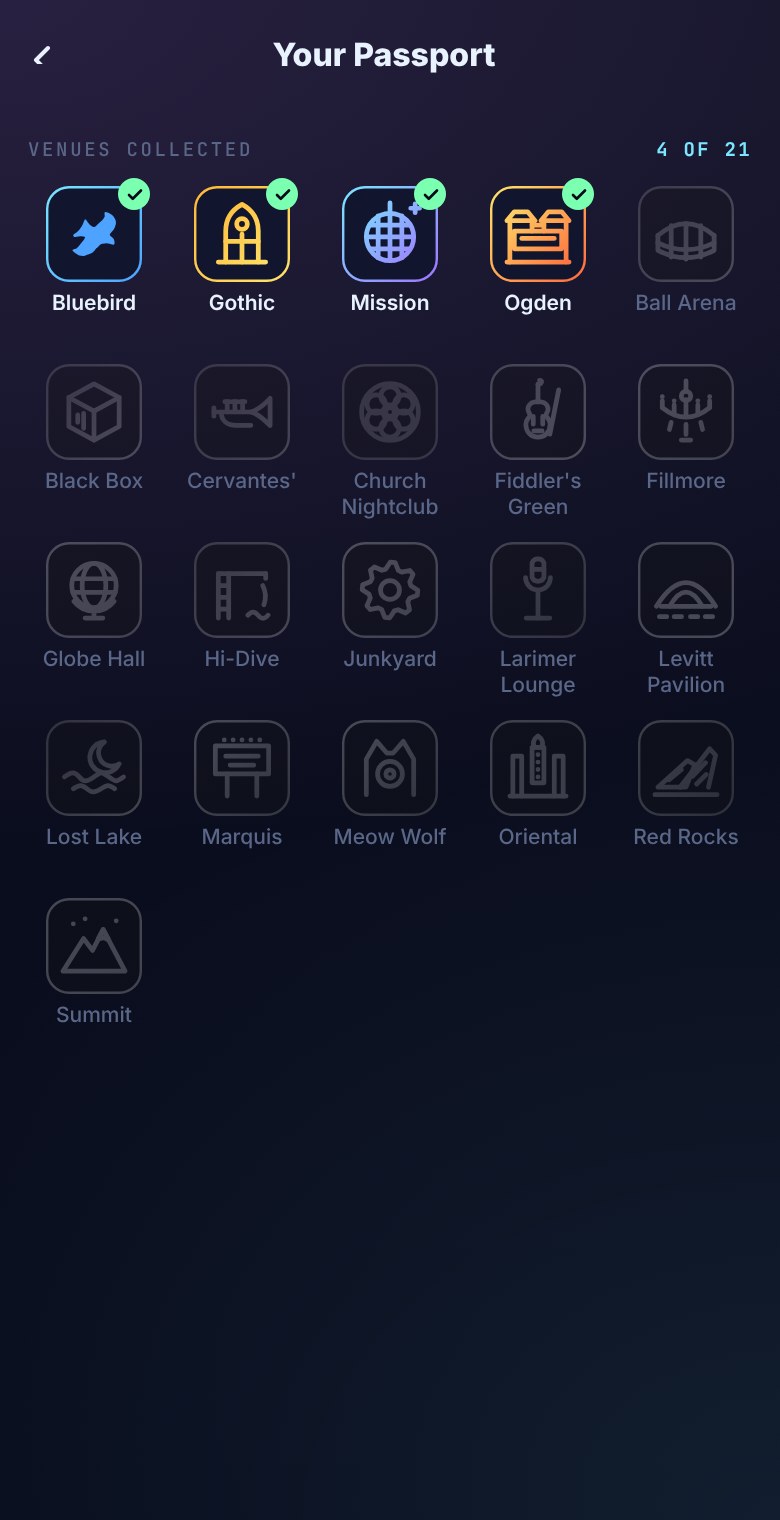 Your Passport
VENUES COLLECTED
4 OF 21
Bluebird
Gothic
Mission
Ogden
Ball Arena
Black Box
Cervantes'
Church
Nightclub
Fiddler's
Green
Fillmore
Globe Hall
Hi-Dive
Junkyard
Larimer
Lounge
Levitt
Pavilion
Lost Lake
Marquis
Meow Wolf
Oriental
Red Rocks
Summit